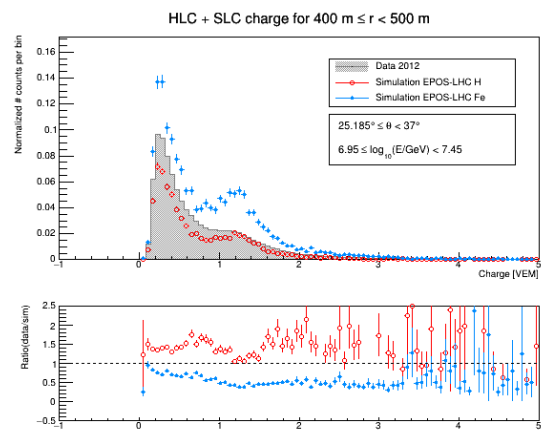 HLC + SLC charge for 400 m ≤ r < 500 m
Normalized # counts per bin
0.16
0.14
0.12
0.1
0.08
0.06
0.04
0.02
0
Data 2012
Simulation EPOS-LHC H
Simulation EPOS-LHC Fe
25.185° ≤ θ < 37°
6.95 ≤ log10(E/GeV) < 7.45
−1 0 1 2 3 4 5
Charge [VEM]
Ratio(data/sim)
2.5
2
1.5
1
0.5
0
−0.5
−1 0 1 2 3 4 5